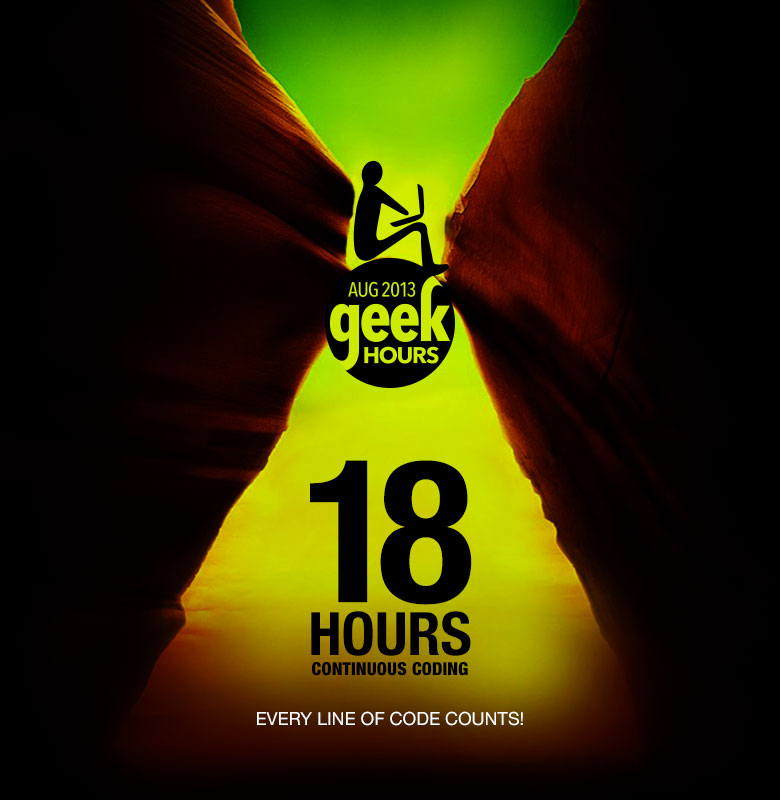 AUG 2013
geek
HOURS
18
HOURS
CONTINUOUS CODING
EVERY LINE OF CODE COUNTS!